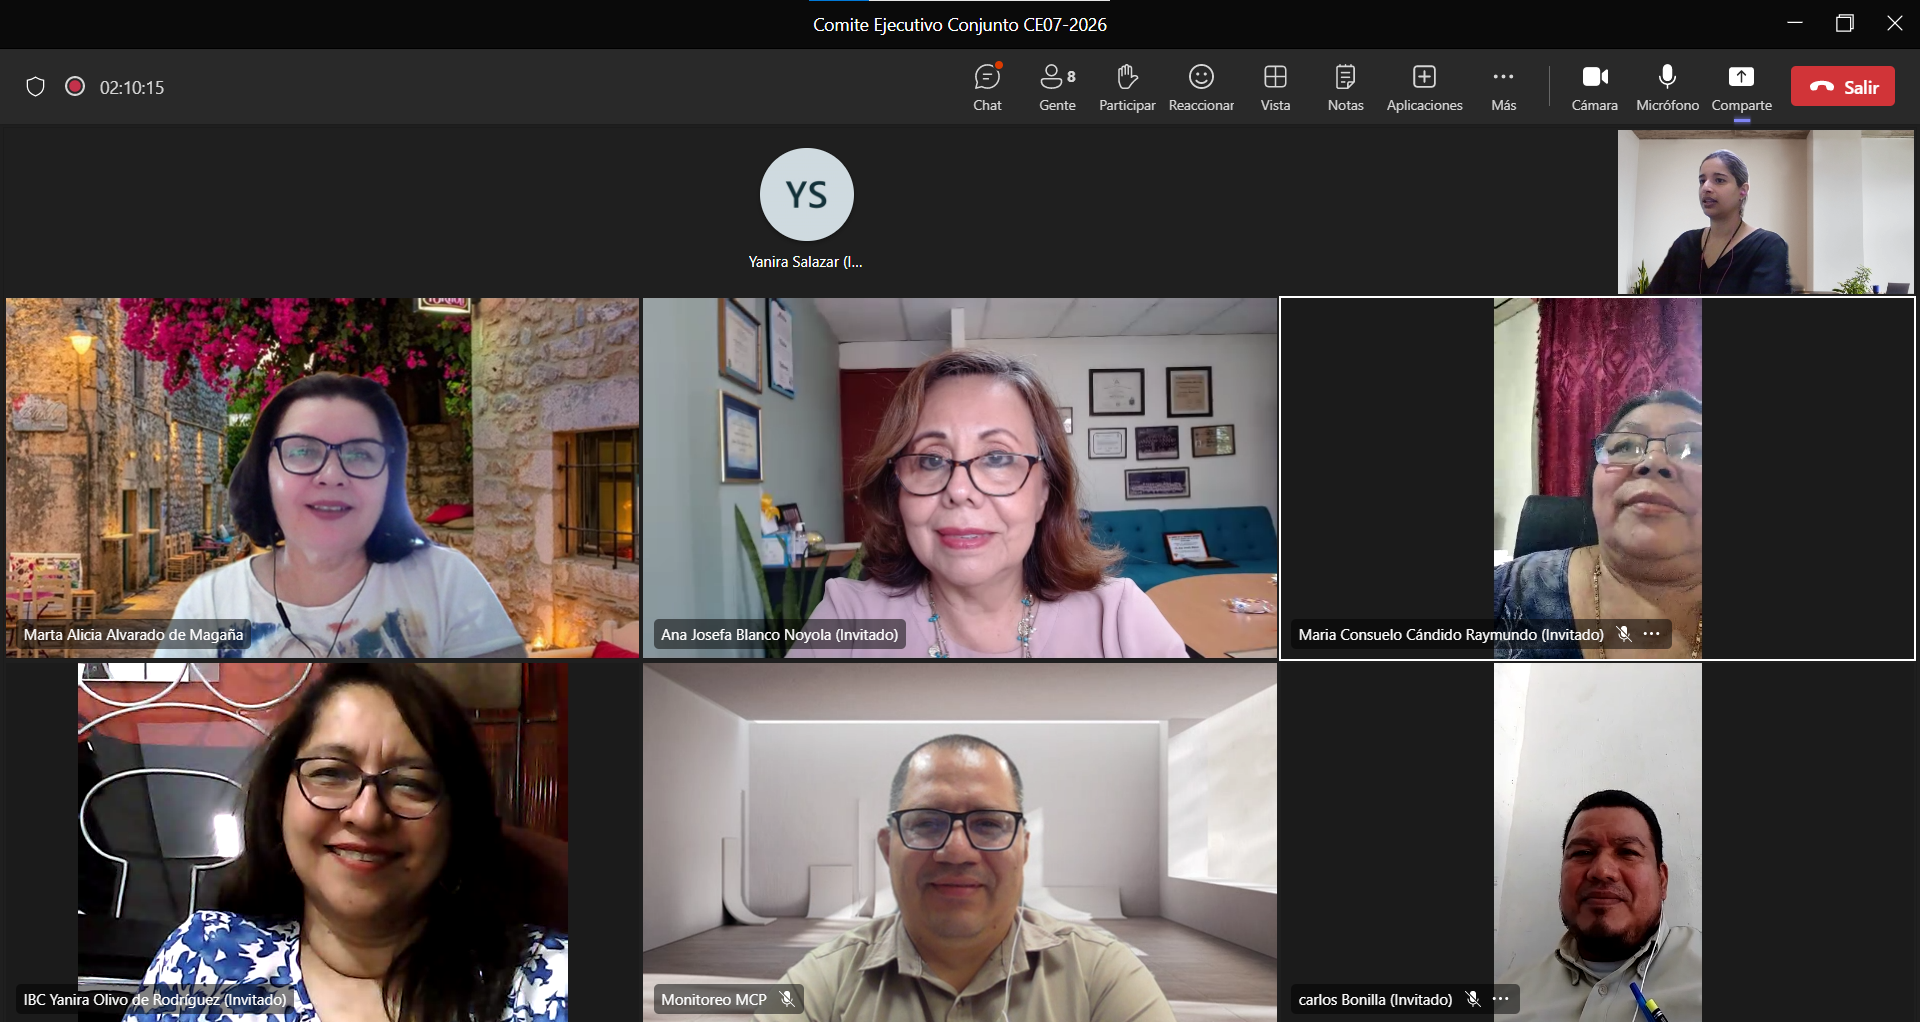 Comite Ejecutivo Conjunto CE07-2026
02:10:15
Chat
8
Gente
Participar
Reaccionar
Vista
Notas
Aplicaciones
Más
Cámara
Micrófono
Comparte
Salir
YS
Yanira Salazar (I...
Marta Alicia Alvarado de Magaña
Ana Josefa Blanco Noyola (Invitado)
Maria Consuelo Cándido Raymundo (Invitado)
IBC Yanira Olivo de Rodríguez (Invitado)
Monitoreo MCP
carlos Bonilla (Invitado)